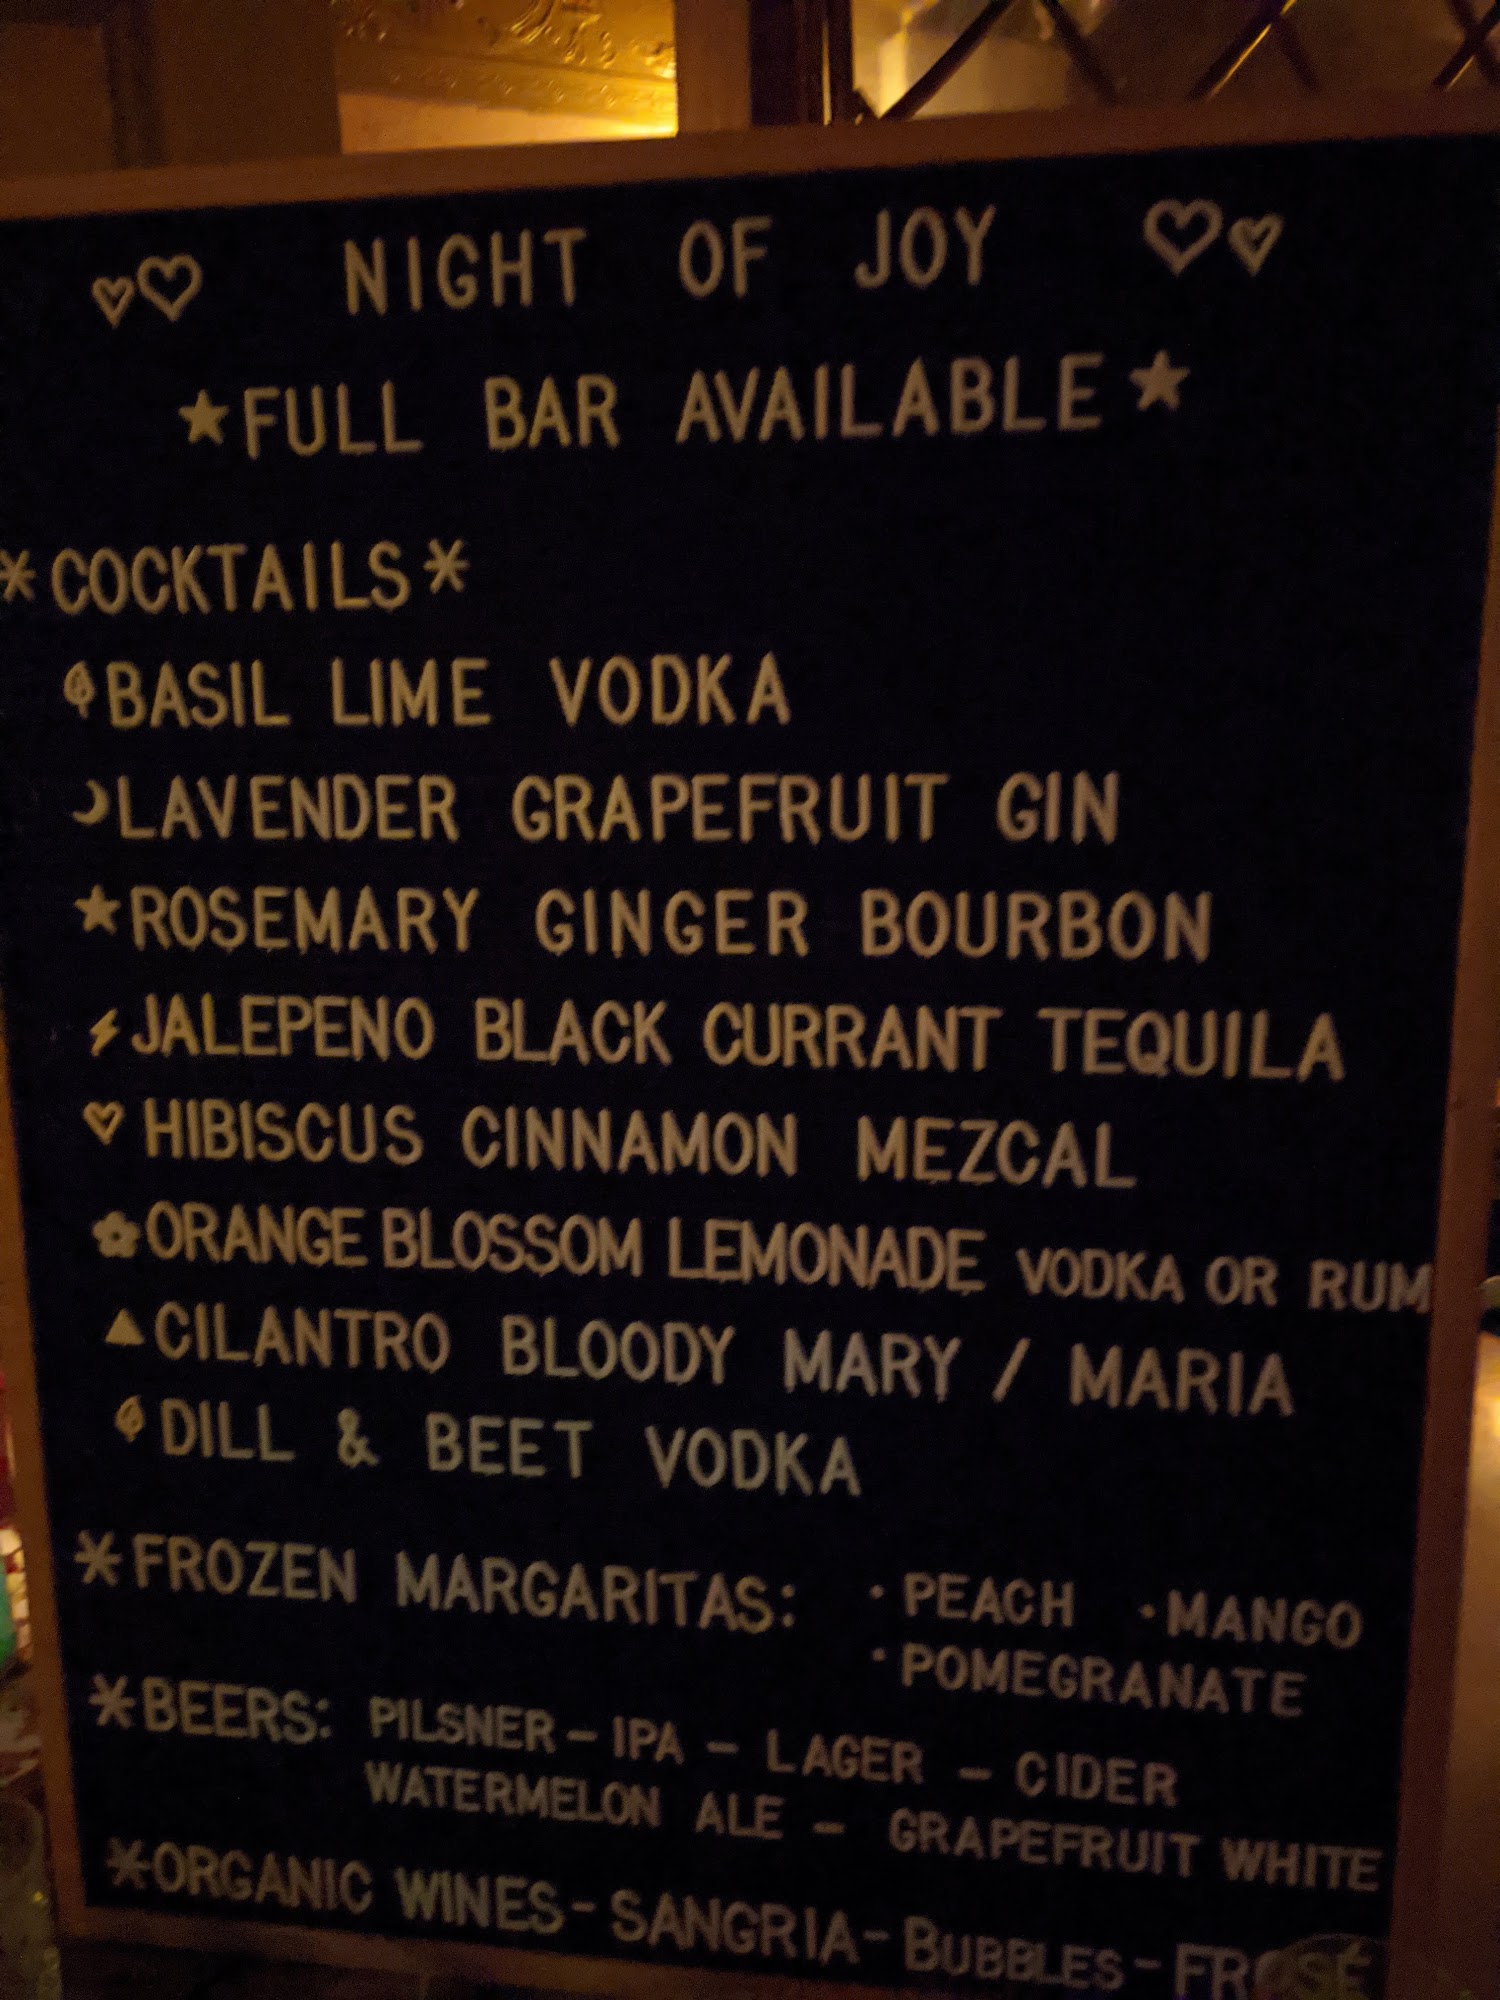 NIGHT OF JOY
★FULL BAR AVAILABLE★
*COCKTAILS*
BASIL LIME VODKA
LAVENDER GRAPEFRUIT GIN
★ROSEMARY GINGER BOURBON
JALEPENO BLACK CURRANT TEQUILA
HIBISCUS CINNAMON MEZCAL
ORANGE BLOSSOM LEMONADE VODKA OR RUM
▲CILANTRO BLOODY MARY / MARIA
DILL & BEET VODKA
*FROZEN MARGARITAS: ·PEACH ·MANGO
·POMEGRANATE
*BEERS: PILSNER - IPA - LAGER - CIDER
WATERMELON ALE - GRAPEFRUIT WHITE
*ORGANIC WINES - SANGRIA - BUBBLES - FROSÉ